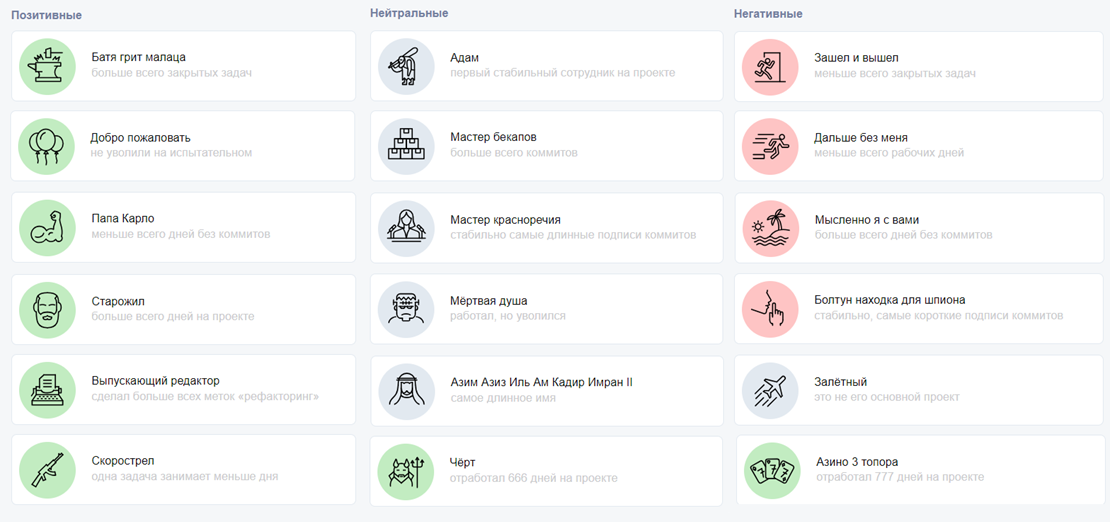 Позитивные
Батя грит малаца
больше всего закрытых задач
Добро пожаловать
не уволили на испытательном
Папа Карло
меньше всего дней без коммитов
Старожил
больше всего дней на проекте
Выпускающий редактор
сделал больше всех меток «рефакторинг»
Скорострел
одна задача занимает меньше дня
Нейтральные
Адам
первый стабильный сотрудник на проекте
Мастер бекапов
больше всего коммитов
Мастер красноречия
стабильно самые длинные подписи коммитов
Мёртвая душа
работал, но уволился
Азим Азиз Иль Ам Кадир Имран II
самое длинное имя
Чёрт
отработал 666 дней на проекте
Негативные
Зашел и вышел
меньше всего закрытых задач
Дальше без меня
меньше всего рабочих дней
Мысленно я с вами
больше всего дней без коммитов
Болтун находка для шпиона
стабильно, самые короткие подписи коммитов
Залётный
это не его основной проект
7 7 7
Азино 3 топора
отработал 777 дней на проекте